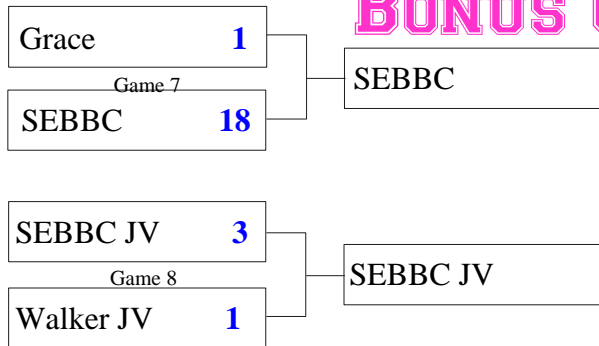 BONUS
Grace 1
Game 7
SEBBC 18
SEBBC
SEBBC JV 3
Game 8
Walker JV 1
SEBBC JV